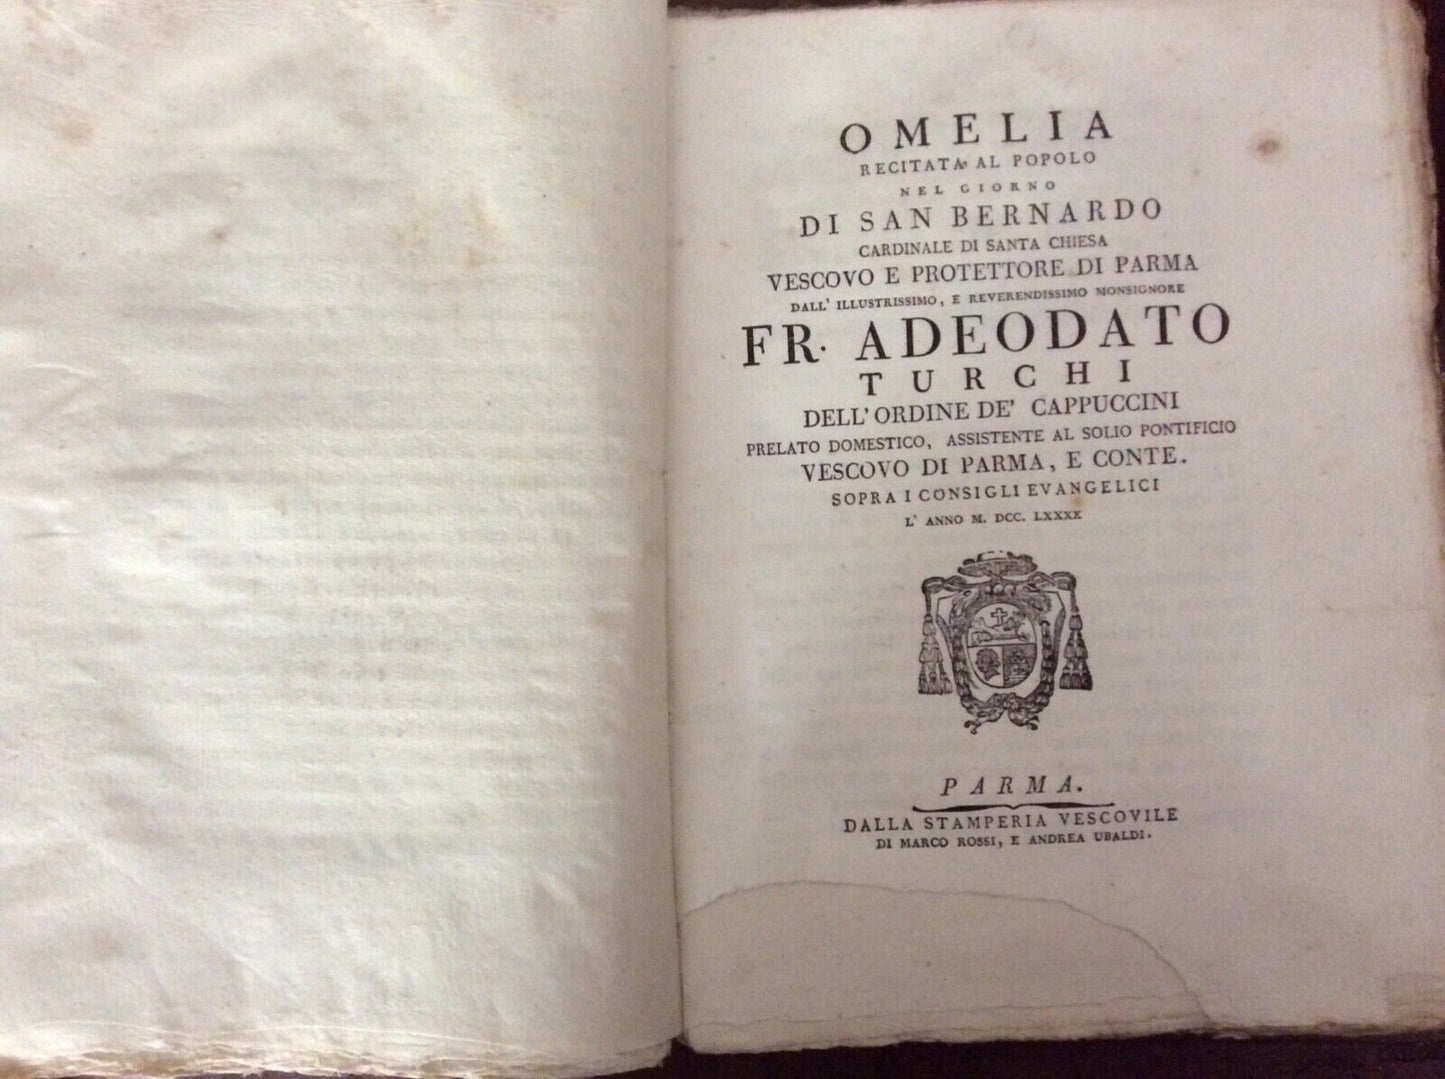 OMELIA
RECITATA AL POPOLO
NEL GIORNO
DI SAN BERNARDO
CARDINALE DI SANTA CHIESA
VESCOVO E PROTETTORE DI PARMA
DALL' ILLUSTRISSIMO, E REVERENDISSIMO MONSIGNORE
FR. ADEODATO
TURCHI
DELL'ORDINE DE' CAPPUCCINI
PRELATO DOMESTICO, ASSISTENTE AL SOLIO PONTIFICIO
VESCOVO DI PARMA, E CONTE.
SOPRA I CONSIGLI EVANGELICI
L' ANNO M. DCC. LXXXX
PARMA.
DALLA STAMPERIA VESCOVILE
DI MARCO ROSSI, E ANDREA UBALDI.